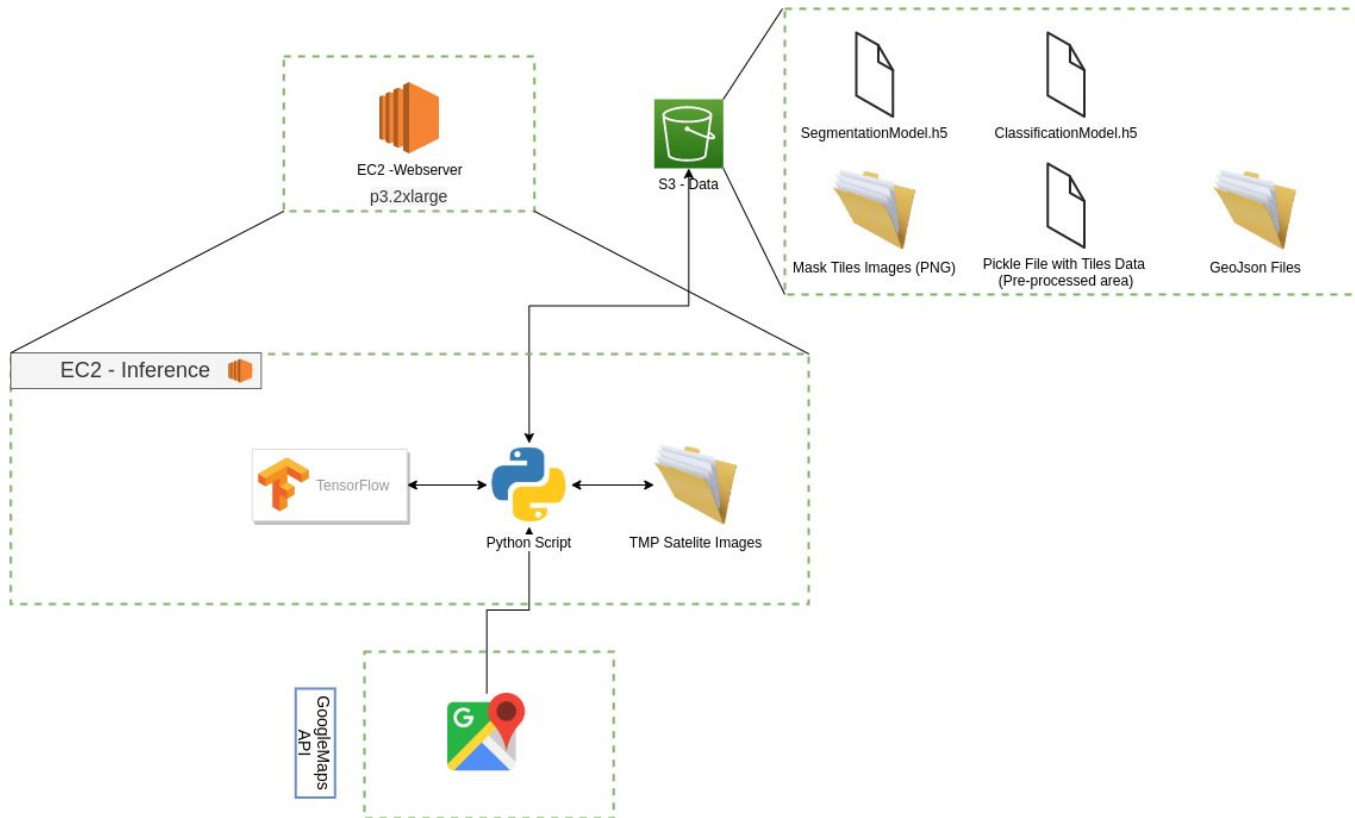 EC2 -Webserver
p3.2xlarge
S3 - Data
SegmentationModel.h5
ClassificationModel.h5
Mask Tiles Images (PNG)
Pickle File with Tiles Data
(Pre-processed area)
GeoJson Files
EC2 - Inference
TensorFlow
Python Script
TMP Satelite Images
GoogleMaps
API
G